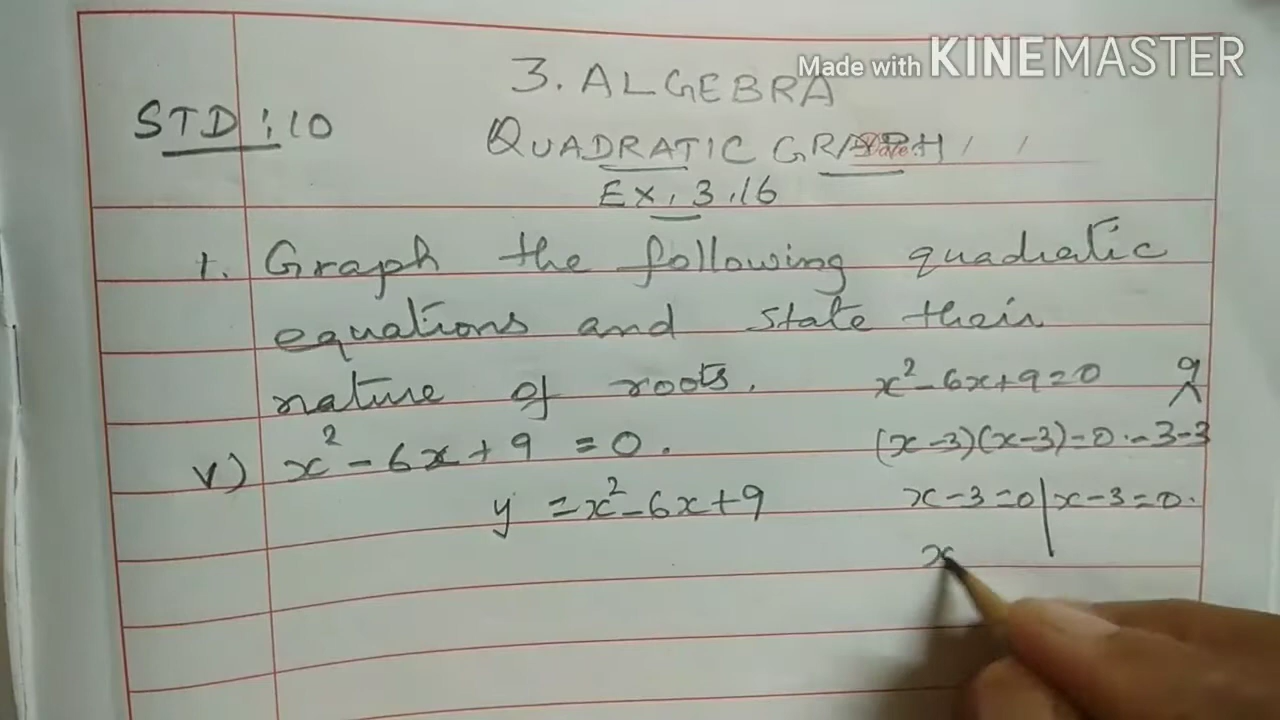 Made with KINEMASTER
3. ALGEBRA
STD : 10
QUADRATIC GRAPH
Date : / /
Ex. 3.16
1. Graph the following quadratic
equations and state their
nature of roots.
x² - 6x + 9 = 0 9
v) x² - 6x + 9 = 0.
(x - 3)(x - 3) = 0. -3 -3
y = x² - 6x + 9
x - 3 = 0 | x - 3 = 0.
x